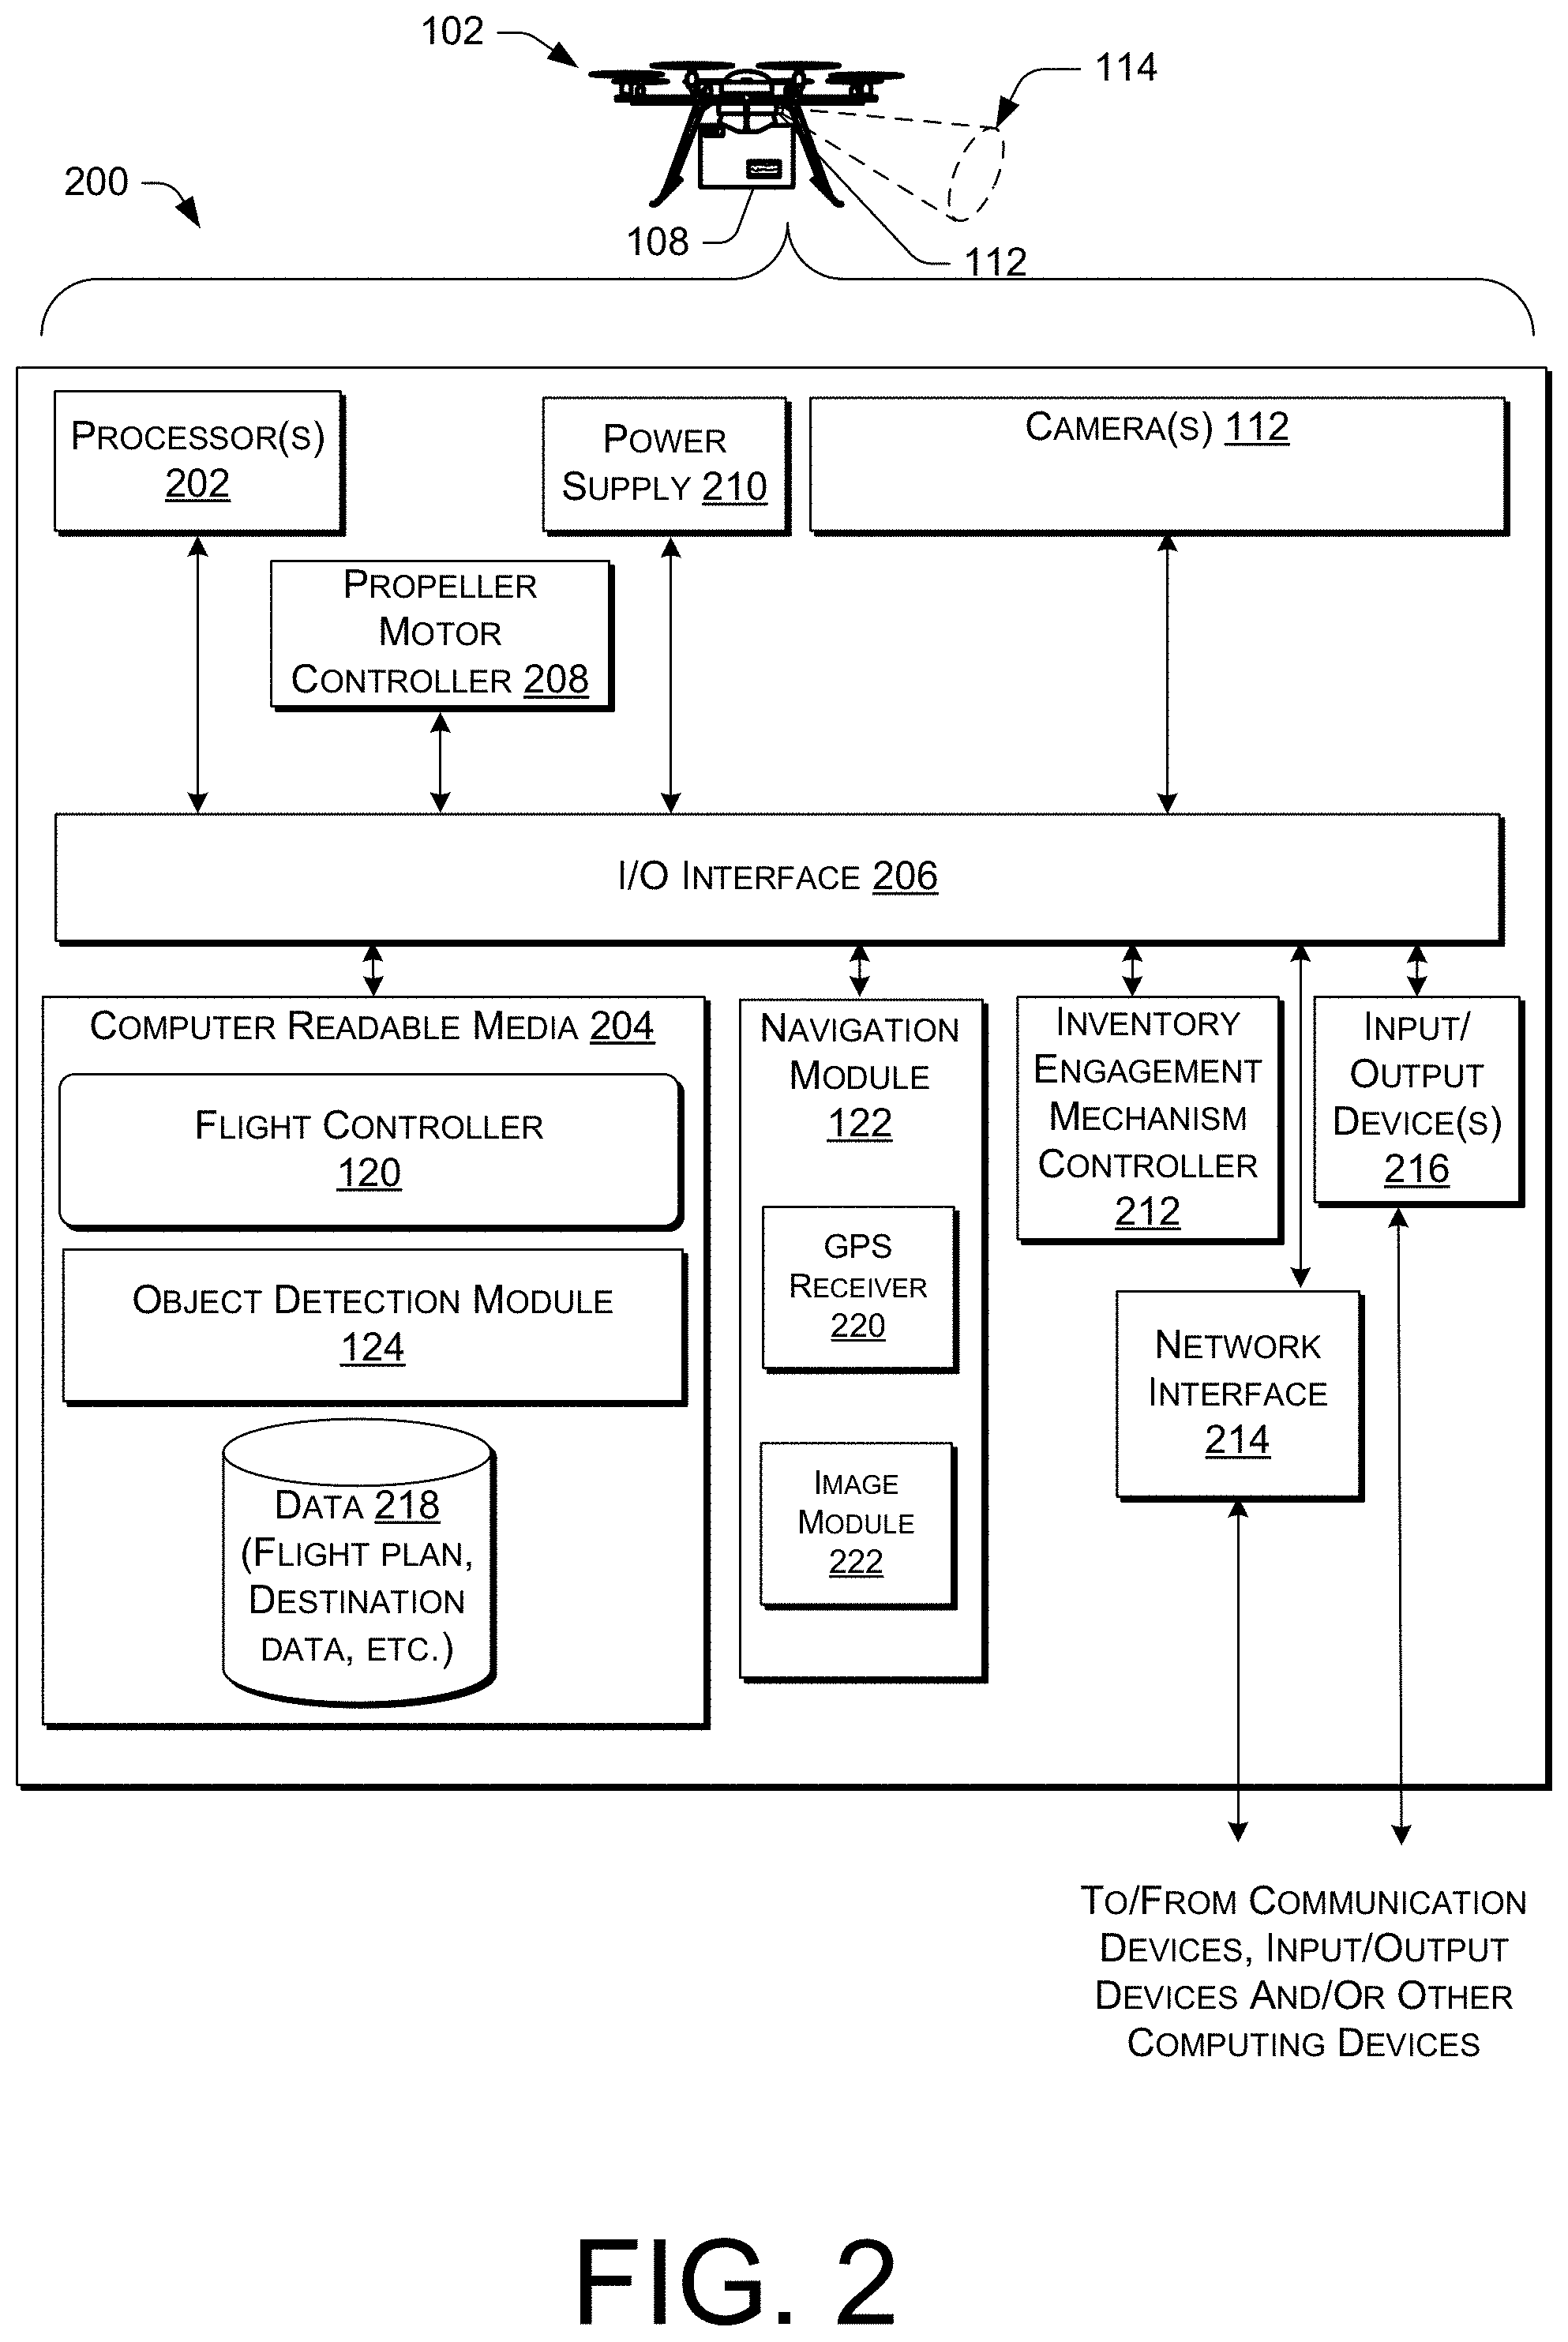 102
114
200
108
112
PROCESSOR(S)
202
POWER
SUPPLY 210
CAMERA(S) 112
PROPELLER
MOTOR
CONTROLLER 208
I/O INTERFACE 206
COMPUTER READABLE MEDIA 204
FLIGHT CONTROLLER
120
OBJECT DETECTION MODULE
124
DATA 218
(FLIGHT PLAN,
DESTINATION
DATA, ETC.)
NAVIGATION
MODULE
122
GPS
RECEIVER
220
IMAGE
MODULE
222
INVENTORY
ENGAGEMENT
MECHANISM
CONTROLLER
212
INPUT/
OUTPUT
DEVICE(S)
216
NETWORK
INTERFACE
214
TO/FROM COMMUNICATION
DEVICES, INPUT/OUTPUT
DEVICES AND/OR OTHER
COMPUTING DEVICES
FIG. 2